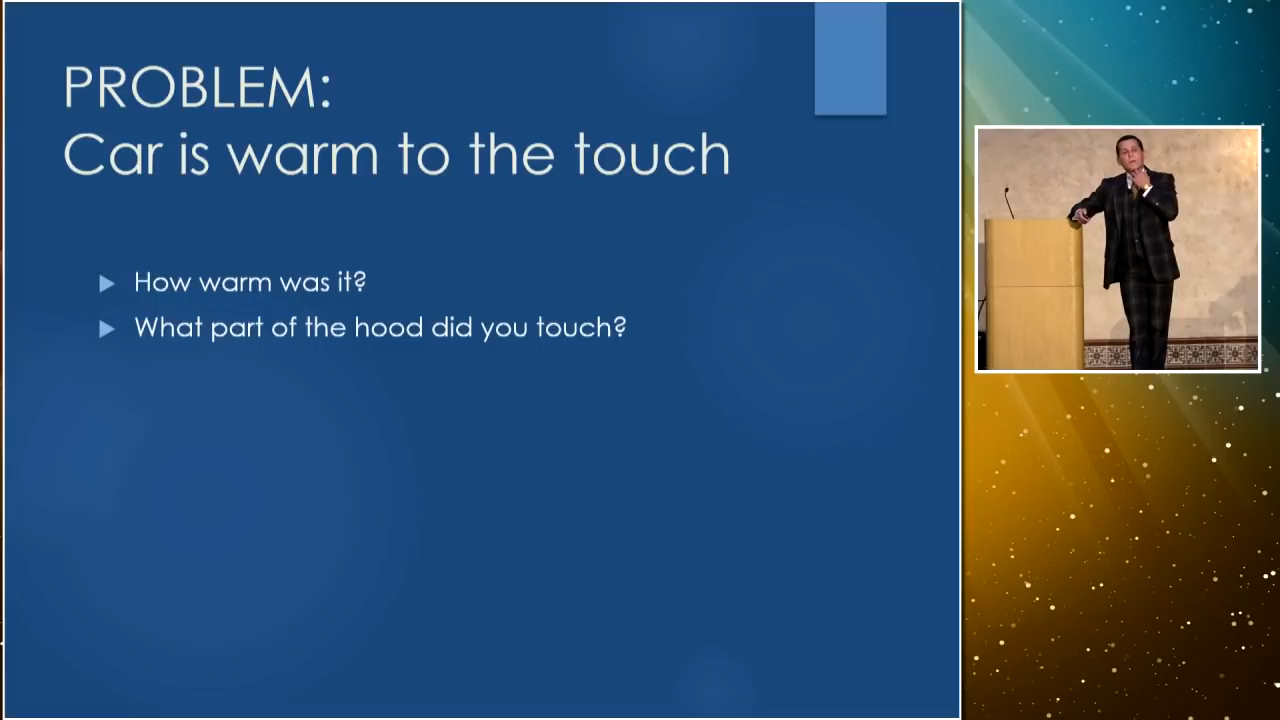 PROBLEM:
Car is warm to the touch
How warm was it?
What part of the hood did you touch?